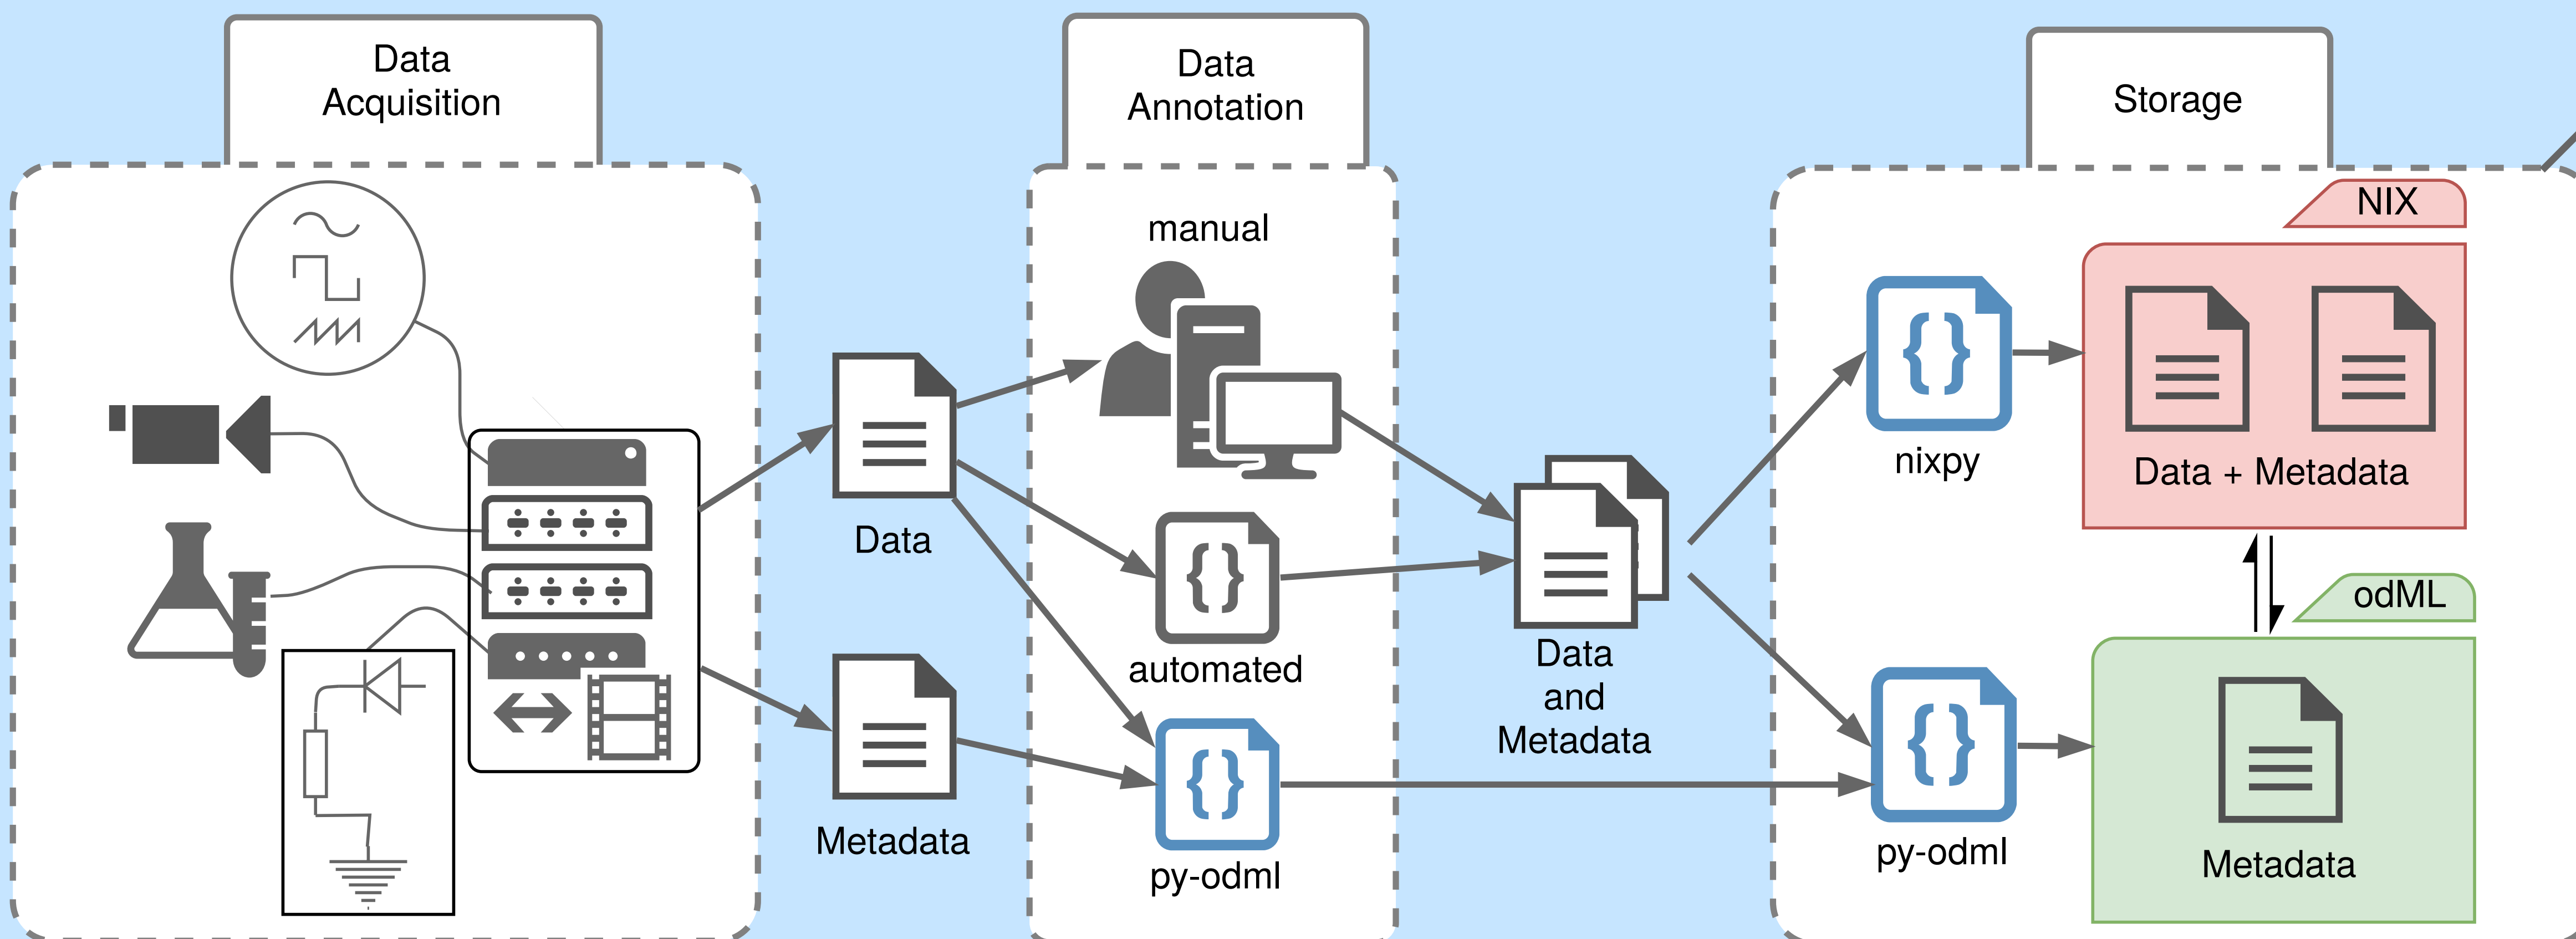 Data
Acquisition
Data
Annotation
Storage
manual
NIX
nixpy
Data + Metadata
Data
automated
odML
Data
and
Metadata
Metadata
py-odml
py-odml
Metadata